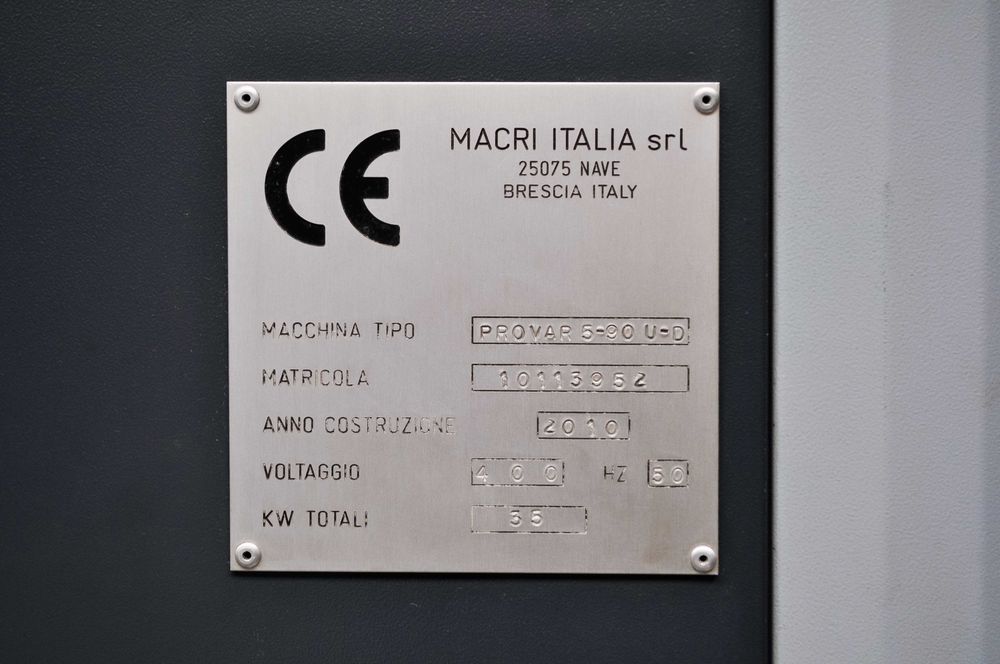 CE
MACRI ITALIA srl
25075 NAVE
BRESCIA ITALY
MACCHINA TIPO PROVAR 5-90 U-D
MATRICOLA 10113952
ANNO COSTRUZIONE 2010
VOLTAGGIO 400 HZ 50
KW TOTALI 35